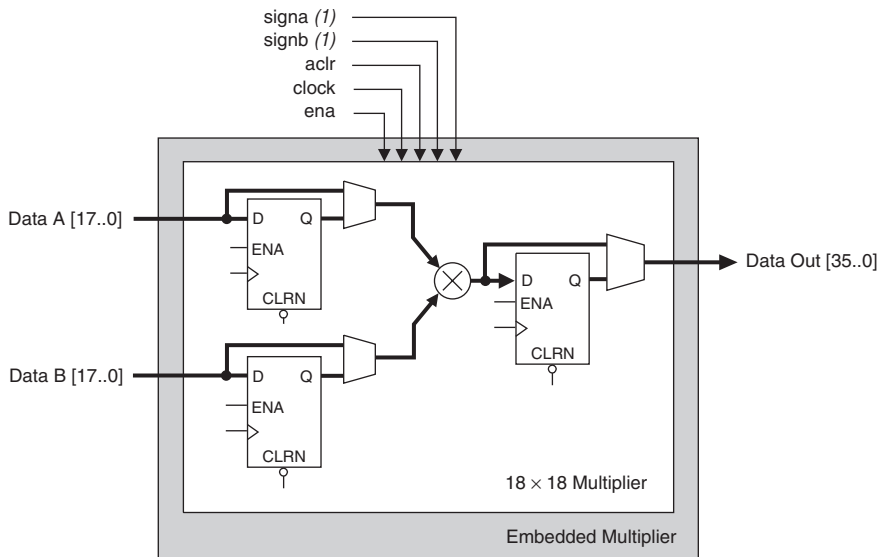 signa (1)
signb (1)
aclr
clock
ena
Data A [17..0]
D Q
ENA
CLRN
Data B [17..0]
D Q
ENA
CLRN
D Q
ENA
CLRN
Data Out [35..0]
18 × 18 Multiplier
Embedded Multiplier